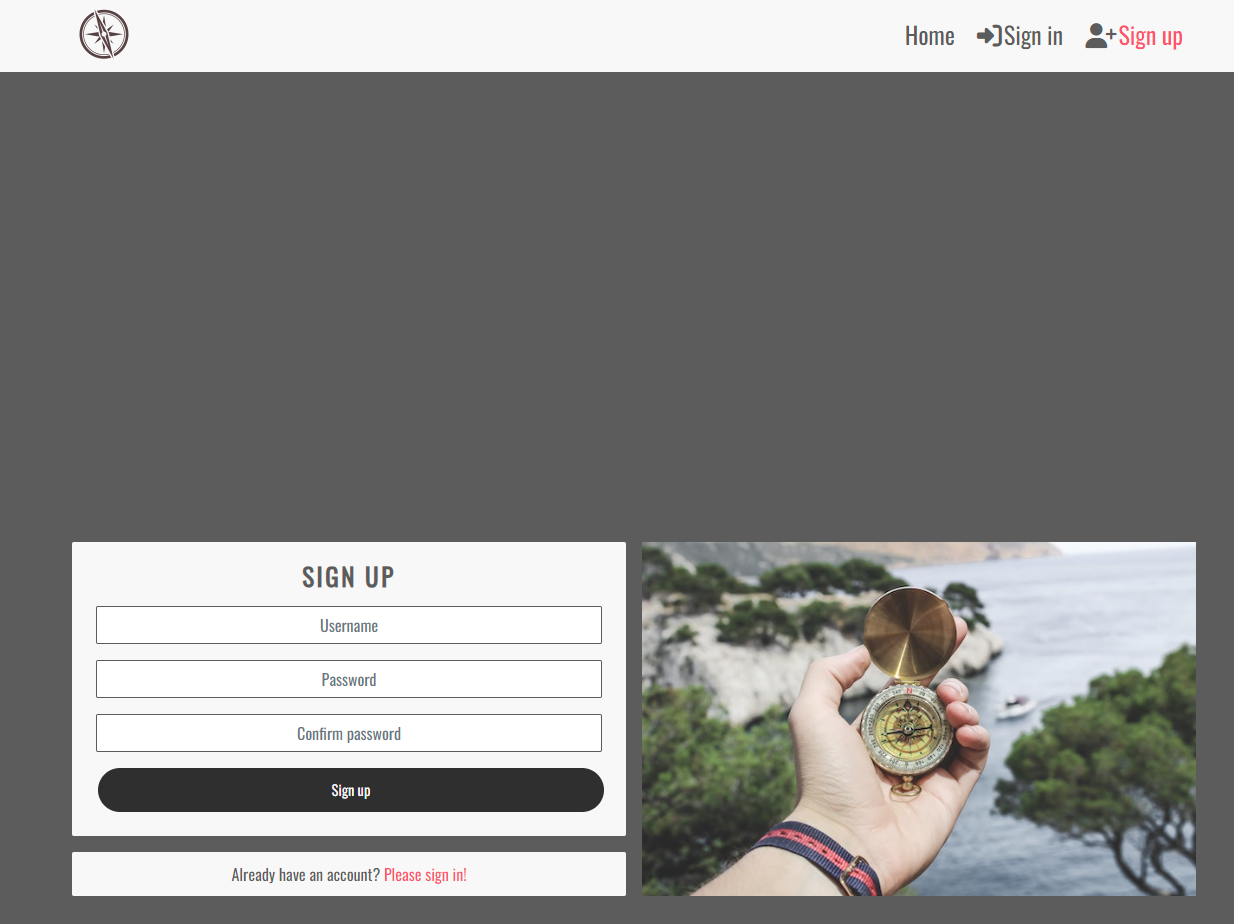 Home Sign in Sign up
SIGN UP
Username
Password
Confirm password
Sign up
Already have an account? Please sign in!